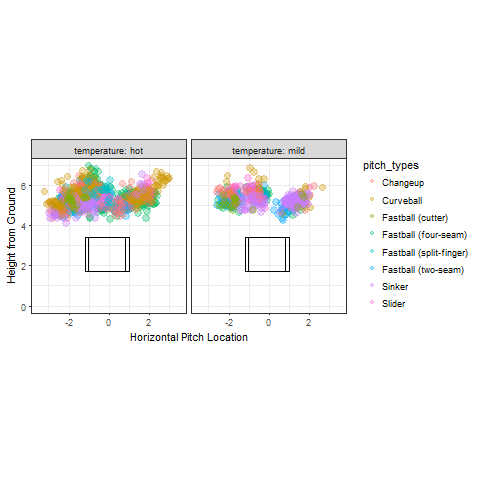 temperature: hot
temperature: mild
Height from Ground
6
4
2
0
-2
0
2
-2
0
2
Horizontal Pitch Location
pitch_types
Changeup
Curveball
Fastball (cutter)
Fastball (four-seam)
Fastball (split-finger)
Fastball (two-seam)
Sinker
Slider